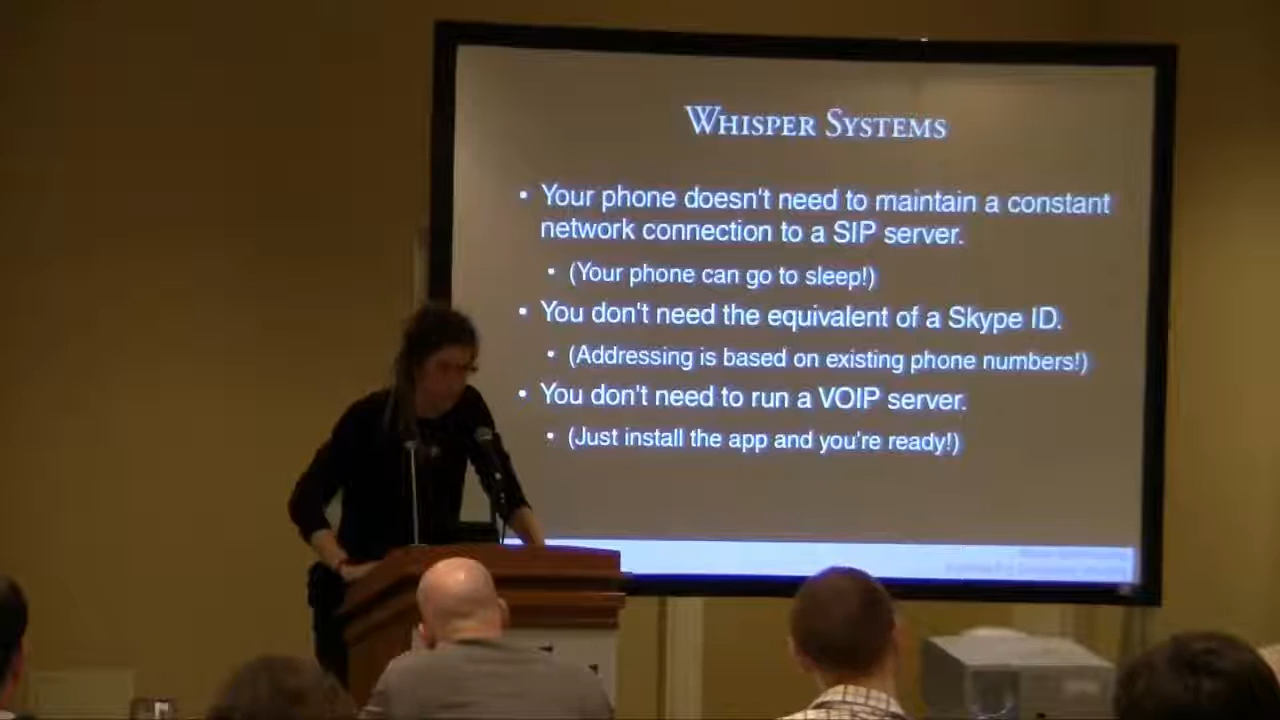 WHISPER SYSTEMS
• Your phone doesn't need to maintain a constant
network connection to a SIP server.
• (Your phone can go to sleep!)
• You don't need the equivalent of a Skype ID.
• (Addressing is based on existing phone numbers!)
• You don't need to run a VOIP server.
• (Just install the app and you're ready!)